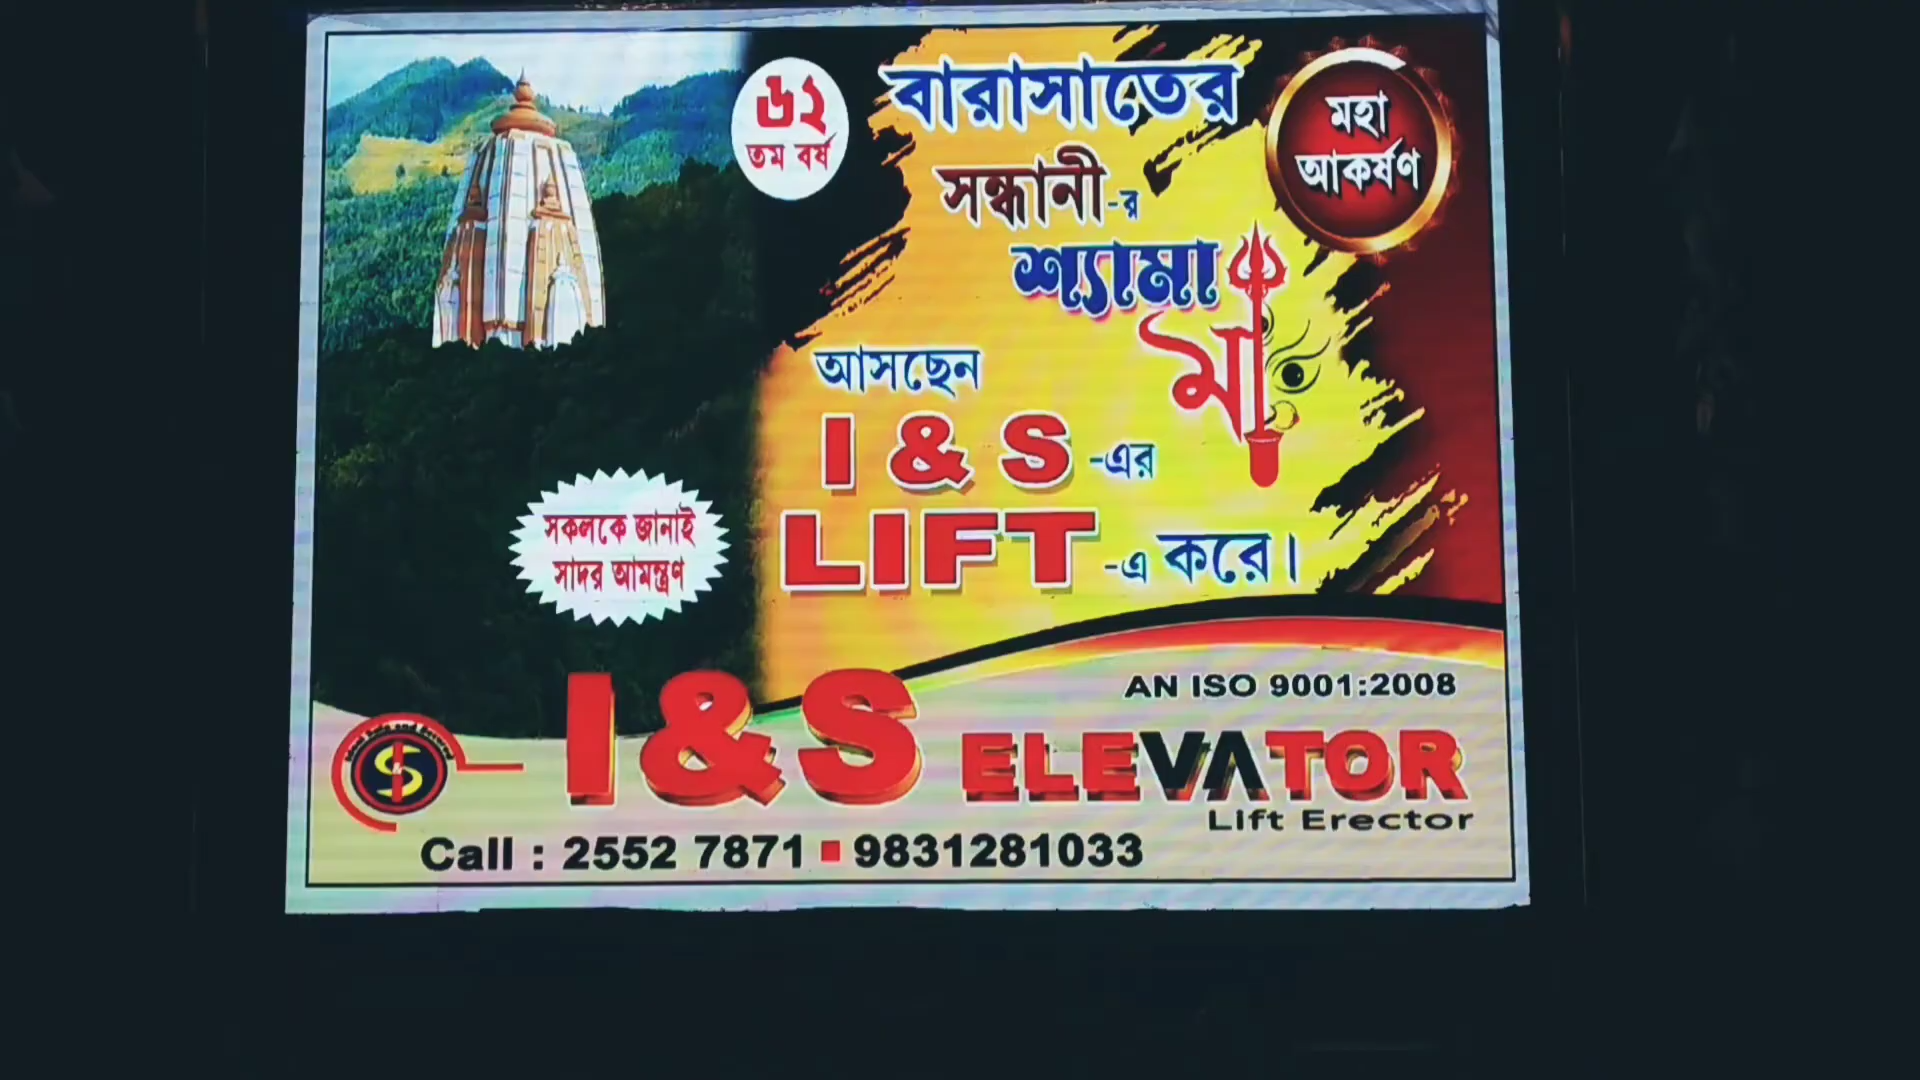 ৬২
তম বর্ষ
বারাসাতের
সন্ধানী-র
শ্যামা
মা
মহা
আকর্ষণ
আসছেন
I & S -এর
LIFT -এ করে।
সকলকে জানাই
সাদর আমন্ত্রণ
AN ISO 9001:2008
I&S ELEVATOR
Lift Erector
Call : 2552 7871 ▪ 9831281033